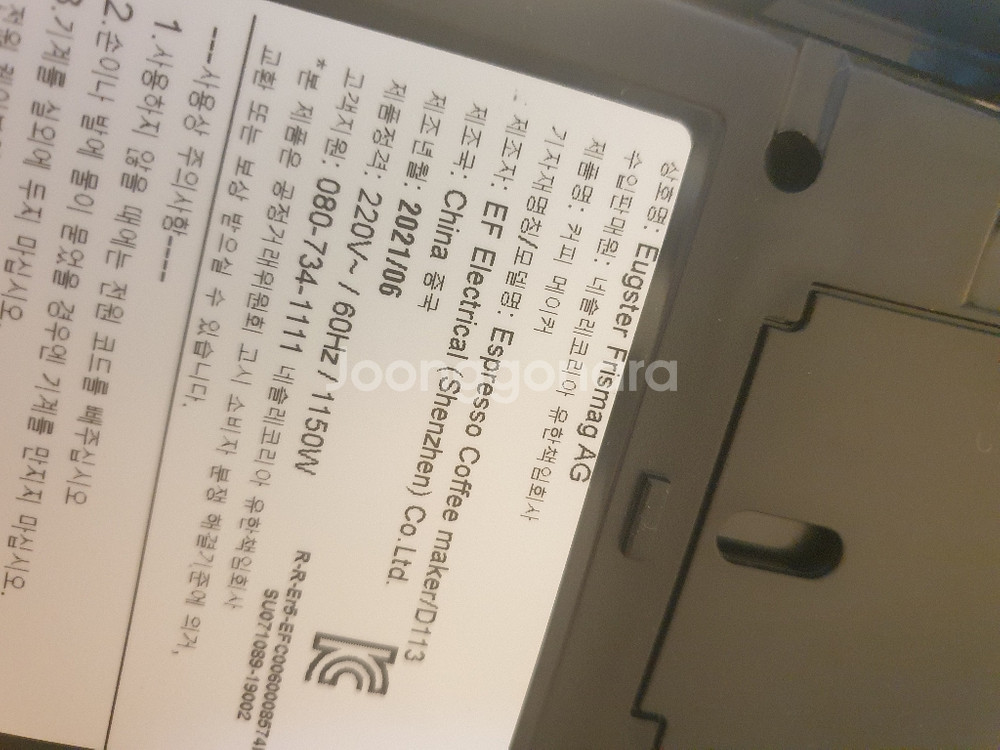 상호명: Eugster Frismag AG
수입판매원: 네슬레코리아 유한책임회사
제품명: 커피 메이커
기자재명칭/모델명: Espresso Coffee maker/D113
제조자: EF Electrical (Shenzhen) Co.Ltd.
제조국: China 중국
제조년월: 2021/06
제품정격: 220V~ / 60Hz / 1150W
고객지원: 080-734-1111 네슬레코리아 유한책임회사
*본 제품은 공정거래위원회 고시 소비자 분쟁 해결기준에 의거,
교환 또는 보상 받으실 수 있습니다.
R-R-Er5-EFC0060008574
SU071089-19002
---사용상 주의사항----
1.사용하지 않을 때에는 전원 코드를 빼주십시오
2.손이나 발에 물이 묻었을 경우엔 기계를 만지지 마십시오.
3.기계를 실외에 두지 마십시오.
Joonggonara